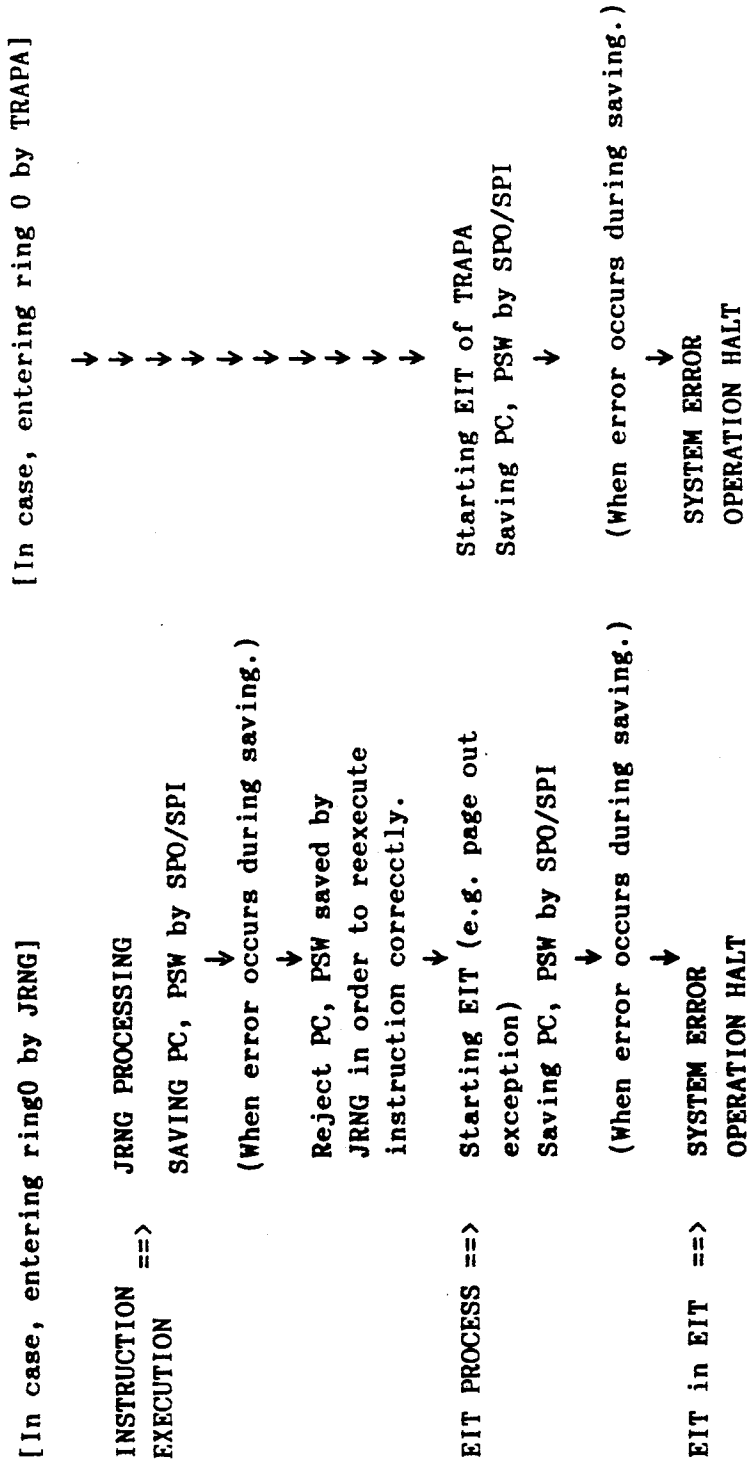 [In case, entering ring0 by JRNG]
[In case, entering ring 0 by TRAPA]
INSTRUCTION ==>
EXECUTION
JRNG PROCESSING
SAVING PC, PSW by SPO/SPI
↓
(When error occurs during saving.)
↓
Reject PC, PSW saved by
JRNG in order to reexecute
instruction correcctly.
↓
EIT PROCESS ==>
Starting EIT (e.g. page out
exception)
Saving PC, PSW by SPO/SPI
↓
(When error occurs during saving.)
↓
EIT in EIT ==>
SYSTEM ERROR
OPERATION HALT
↓
↓
↓
↓
↓
↓
↓
↓
↓
↓
Starting EIT of TRAPA
Saving PC, PSW by SPO/SPI
↓
(When error occurs during saving.)
↓
SYSTEM ERROR
OPERATION HALT